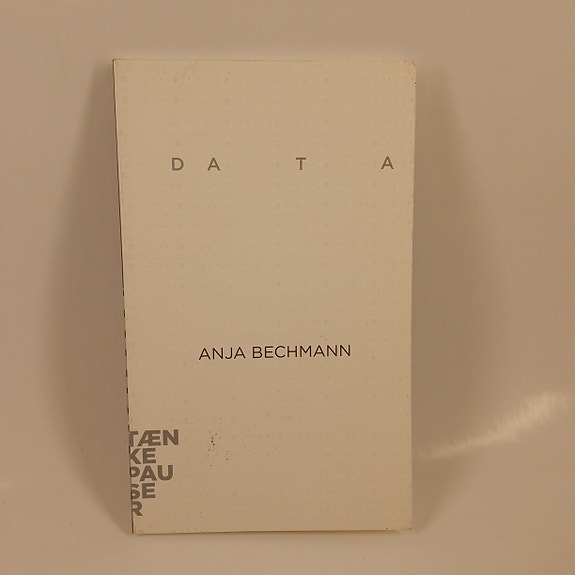 DA T A
ANJA BECHMANN
TÆN
KE
PAU
SE
R